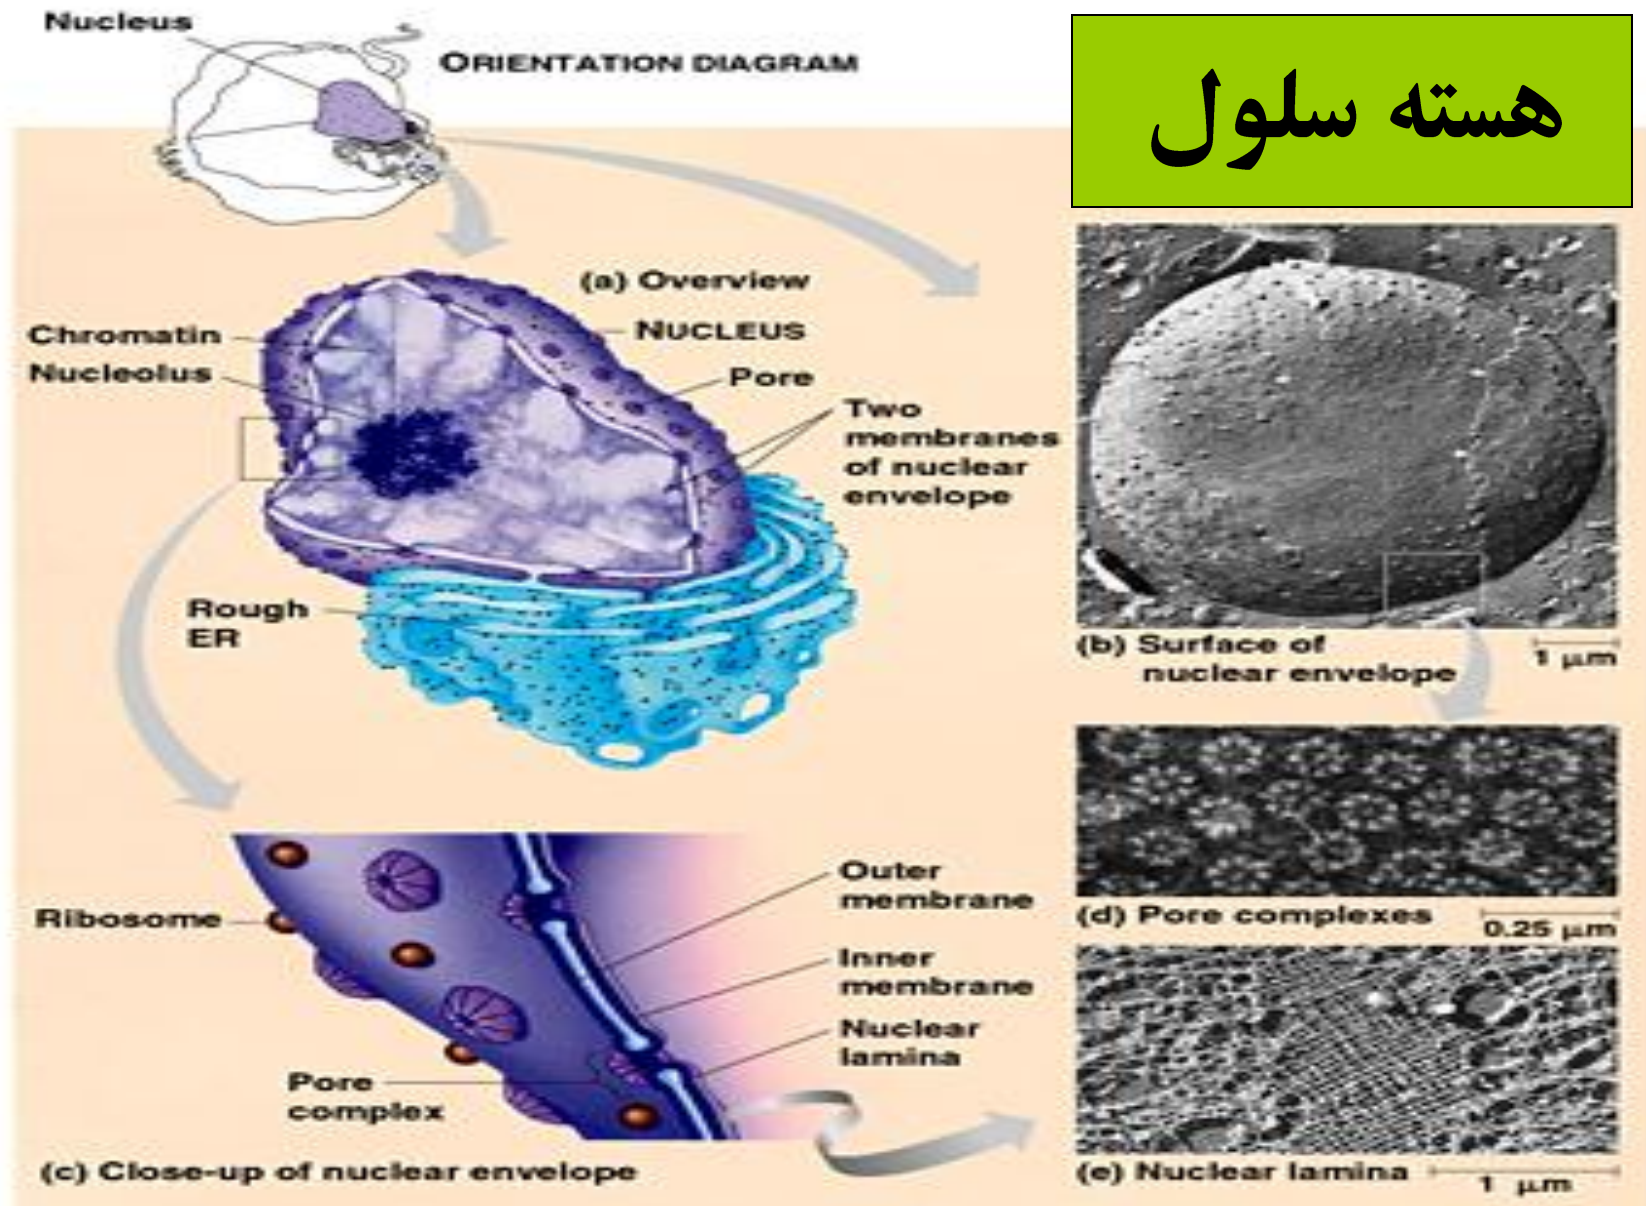 Nucleus
ORIENTATION DIAGRAM
هسته سلول
(a) Overview
NUCLEUS
Chromatin
Nucleolus
Pore
Two
membranes
of nuclear
envelope
Rough
ER
(b) Surface of
nuclear envelope
1 μm
Ribosome
Outer
membrane
Inner
membrane
Nuclear
lamina
Pore
complex
(c) Close-up of nuclear envelope
(d) Pore complexes
0.25 μm
(e) Nuclear lamina
1 μm